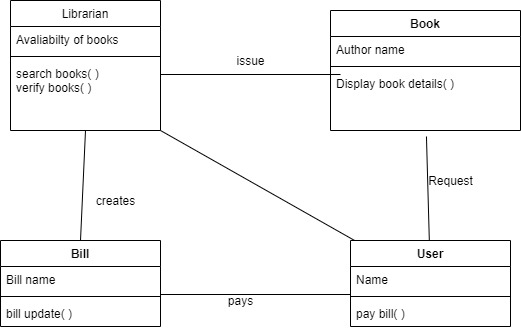 Librarian
Avaliabilty of books
search books( )
verify books( )
issue
Book
Author name
Display book details( )
creates
Request
Bill
Bill name
bill update( )
pays
User
Name
pay bill( )